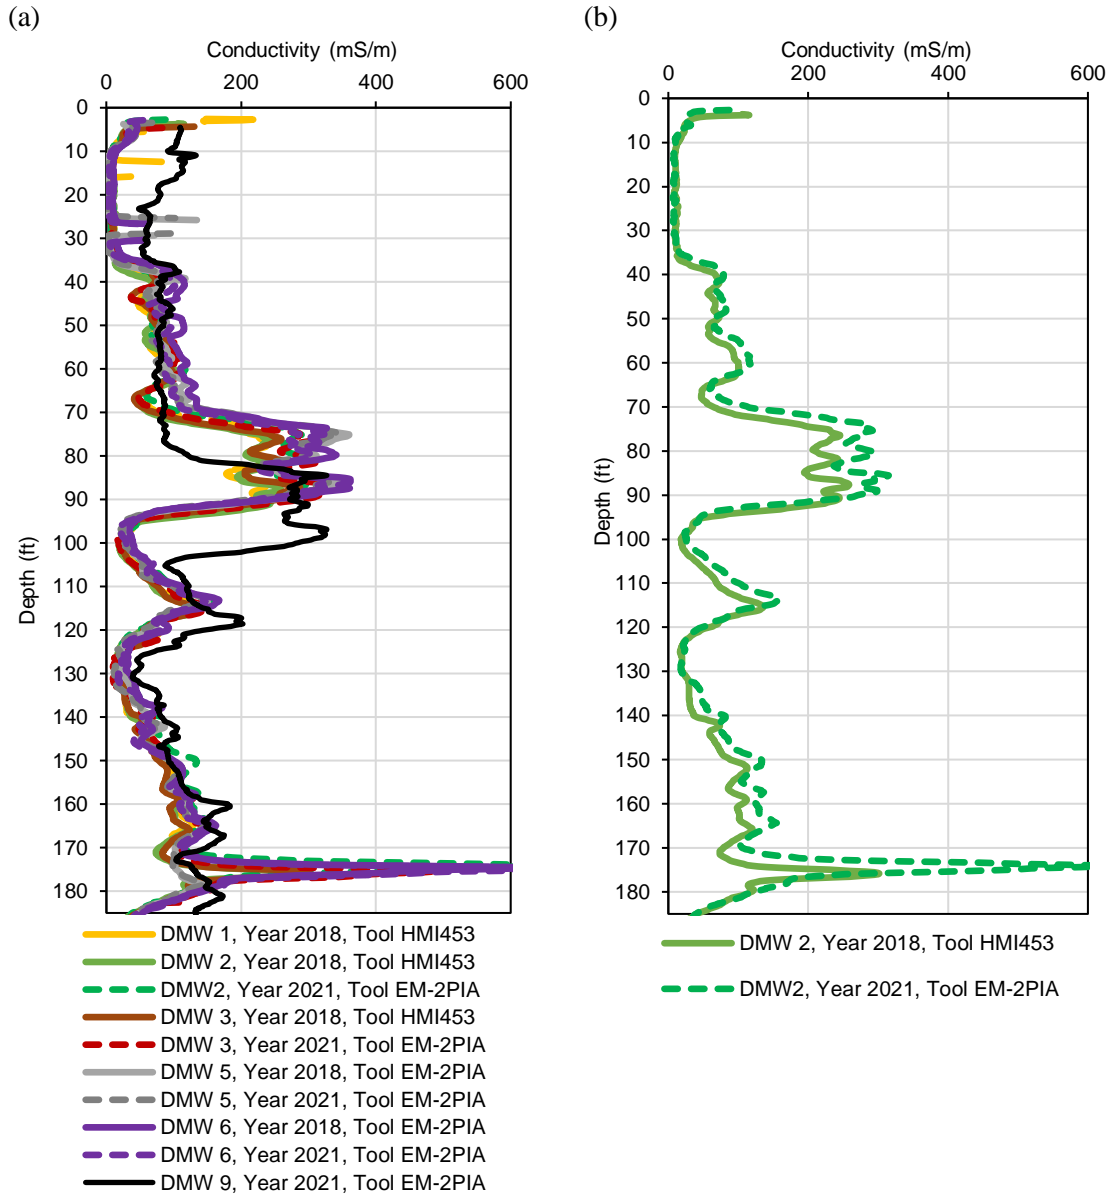 (a)
Conductivity (mS/m)
0 200 400 600
0
10
20
30
40
50
60
70
80
90
100
110
120
130
140
150
160
170
180
Depth (ft)
DMW 1, Year 2018, Tool HMI453
DMW 2, Year 2018, Tool HMI453
DMW2, Year 2021, Tool EM-2PIA
DMW 3, Year 2018, Tool HMI453
DMW 3, Year 2021, Tool EM-2PIA
DMW 5, Year 2018, Tool EM-2PIA
DMW 5, Year 2021, Tool EM-2PIA
DMW 6, Year 2018, Tool EM-2PIA
DMW 6, Year 2021, Tool EM-2PIA
DMW 9, Year 2021, Tool EM-2PIA
(b)
Conductivity (mS/m)
0 200 400 600
0
10
20
30
40
50
60
70
80
90
100
110
120
130
140
150
160
170
180
Depth (ft)
DMW 2, Year 2018, Tool HMI453
DMW2, Year 2021, Tool EM-2PIA